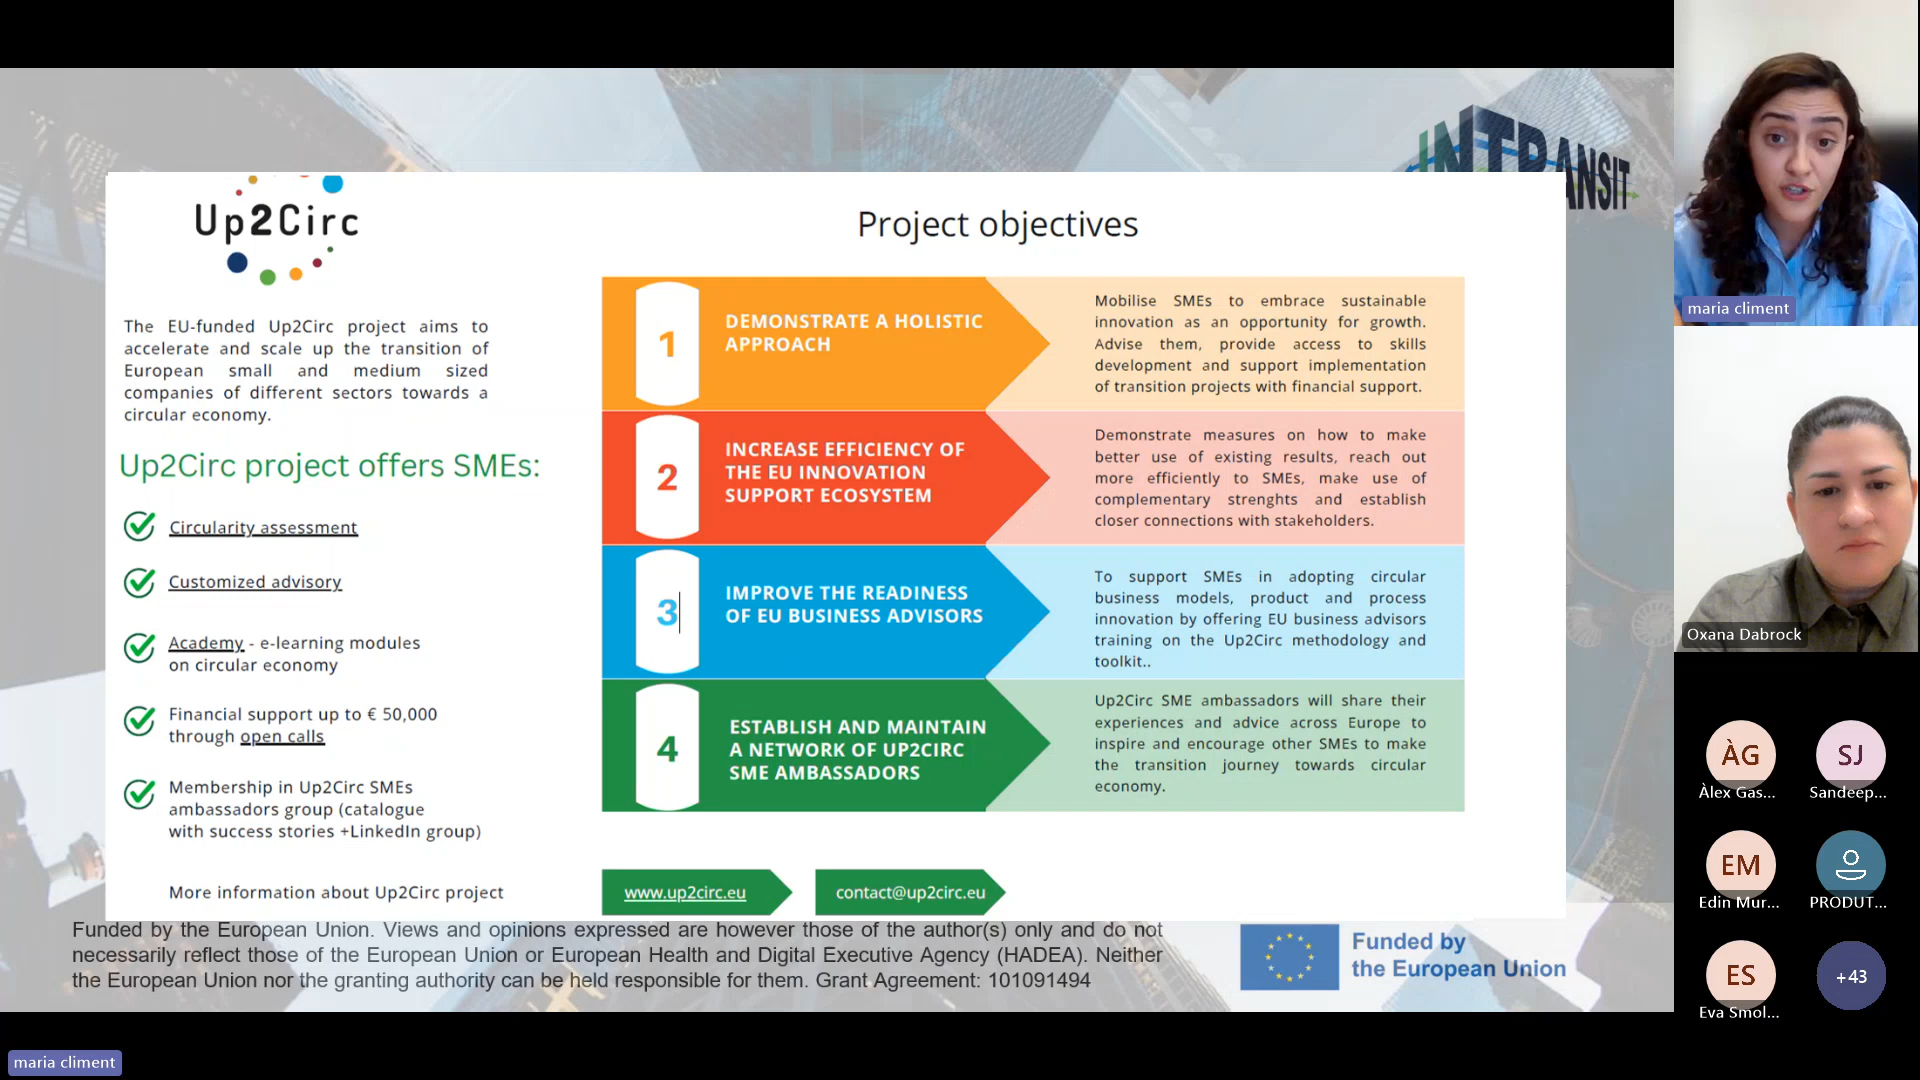 INTRANSIT
Up2Circ
The EU-funded Up2Circ project aims to
accelerate and scale up the transition of
European small and medium sized
companies of different sectors towards a
circular economy.
Up2Circ project offers SMEs:
Circularity assessment
Customized advisory
Academy - e-learning modules
on circular economy
Financial support up to € 50,000
through open calls
Membership in Up2Circ SMEs
ambassadors group (catalogue
with success stories +LinkedIn group)
More information about Up2Circ project
Project objectives
1
DEMONSTRATE A HOLISTIC
APPROACH
Mobilise SMEs to embrace sustainable
innovation as an opportunity for growth.
Advise them, provide access to skills
development and support implementation
of transition projects with financial support.
2
INCREASE EFFICIENCY OF
THE EU INNOVATION
SUPPORT ECOSYSTEM
Demonstrate measures on how to make
better use of existing results, reach out
more efficiently to SMEs, make use of
complementary strenghts and establish
closer connections with stakeholders.
3
IMPROVE THE READINESS
OF EU BUSINESS ADVISORS
To support SMEs in adopting circular
business models, product and process
innovation by offering EU business advisors
training on the Up2Circ methodology and
toolkit..
4
ESTABLISH AND MAINTAIN
A NETWORK OF UP2CIRC
SME AMBASSADORS
Up2Circ SME ambassadors will share their
experiences and advice across Europe to
inspire and encourage other SMEs to make
the transition journey towards circular
economy.
www.up2circ.eu
contact@up2circ.eu
Funded by the European Union. Views and opinions expressed are however those of the author(s) only and do not
necessarily reflect those of the European Union or European Health and Digital Executive Agency (HADEA). Neither
the European Union nor the granting authority can be held responsible for them. Grant Agreement: 101091494
Funded by
the European Union
maria climent
maria climent
Oxana Dabrock
ÀG
Àlex Gas...
SJ
Sandeep...
EM
Edin Mur...
PRODUT...
ES
Eva Smol...
+43